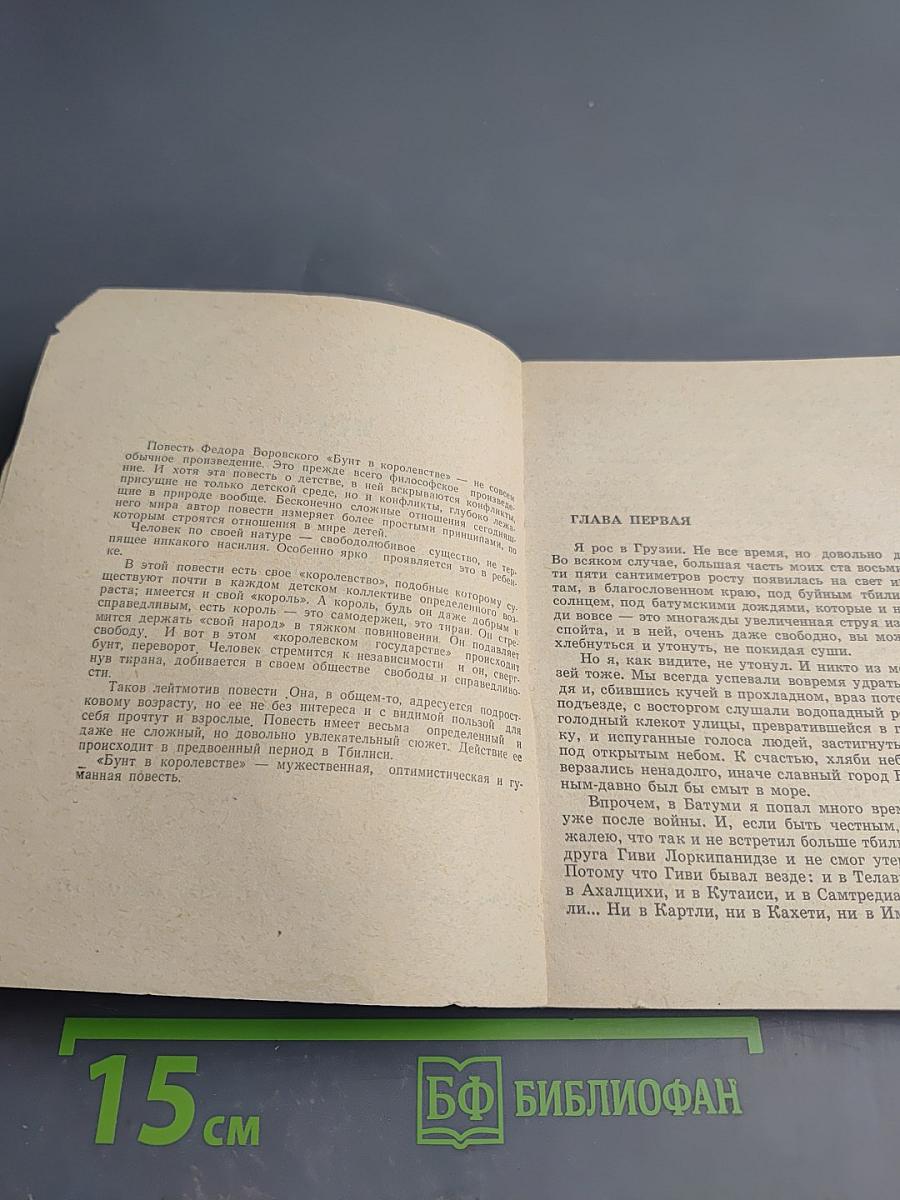 Повесть Федора Воровского «Бунт в королевстве» — не совсем
обычное произведение. Это прежде всего философское произведе-
ние. И хотя эта повесть о детстве, в ней вскрываются конфликты,
присущие не только детской среде, но и конфликты, глубоко лежа-
щие в природе вообще. Бесконечно сложные отношения сегодняш-
него мира автор повести измеряет более простыми принципами, по
которым строятся отношения в мире детей.
Человек по своей натуре — свободолюбивое существо, не тер-
пящее никакого насилия. Особенно ярко проявляется это в ребен-
ке.
В этой повести есть свое «королевство», подобные которому су-
ществуют почти в каждом детском коллективе определенного воз-
раста; имеется и свой «король». А король, будь он даже добрым и
справедливым, есть король — это самодержец, это тиран. Он стре-
мится держать «свой народ» в тяжком повиновении. Он подавляет
свободу. И вот в этом «королевском государстве» происходит
бунт, переворот. Человек стремится к независимости и он, сверг-
нув ткрана, добивается в своем обществе свободы и справедливо-
сти.
Таков лейтмотив повести .Она, в общем-то, адресуется подрост-
ковому возрасту, но ее не без интереса и с видимой пользой для
себя прочтут и взрослые. Повесть имеет весьма определенный и
даже не сложный, но довольно увлекательный сюжет. Действие ее
происходит в предвоенный период в Тбилиси.
«Бунт в королевстве» — мужественная, оптимистическая и гу-
манная повесть.
ГЛАВА ПЕРВАЯ
Я рос в Грузии. Не все время, но довольно д
Во всяком случае, большая часть моих ста восьми
ти пяти сантиметров росту появилась на свет и
там, в благословенном краю, под буйным тбили
солнцем, под батумскими дождями, которые и н
ди вовсе — это многажды увеличенная струя из
спойта, и в ней, очень даже свободно, вы мож
хлебнуться и утонуть, не покидая суши.
Но я, как видите, не утонул. И никто из мо
зей тоже. Мы всегда успевали вовремя удрать
дя и, сбившись кучей в прохладном, враз поте
подъезде, с восторгом слушали водопадный р
голодный клекот улицы, превратившейся в г
ку, и испуганные голоса людей, застигнуть
под открытым небом. К счастью, хляби неб
верзались ненадолго, иначе славный город Б
ным-давно был бы смыт в море.
Впрочем, в Батуми я попал много врем
уже после войны. И, если быть честным,
жалею, что так и не встретил больше тбили
друга Гиви Лоркипанидзе и не смог утер
Потому что Гиви бывал везде: и в Телав
в Ахалцихи, и в Кутаиси, и в Самтредиа
ли... Ни в Картли, ни в Кахети, ни в Им
15 см
БФ БИБЛИОФАН